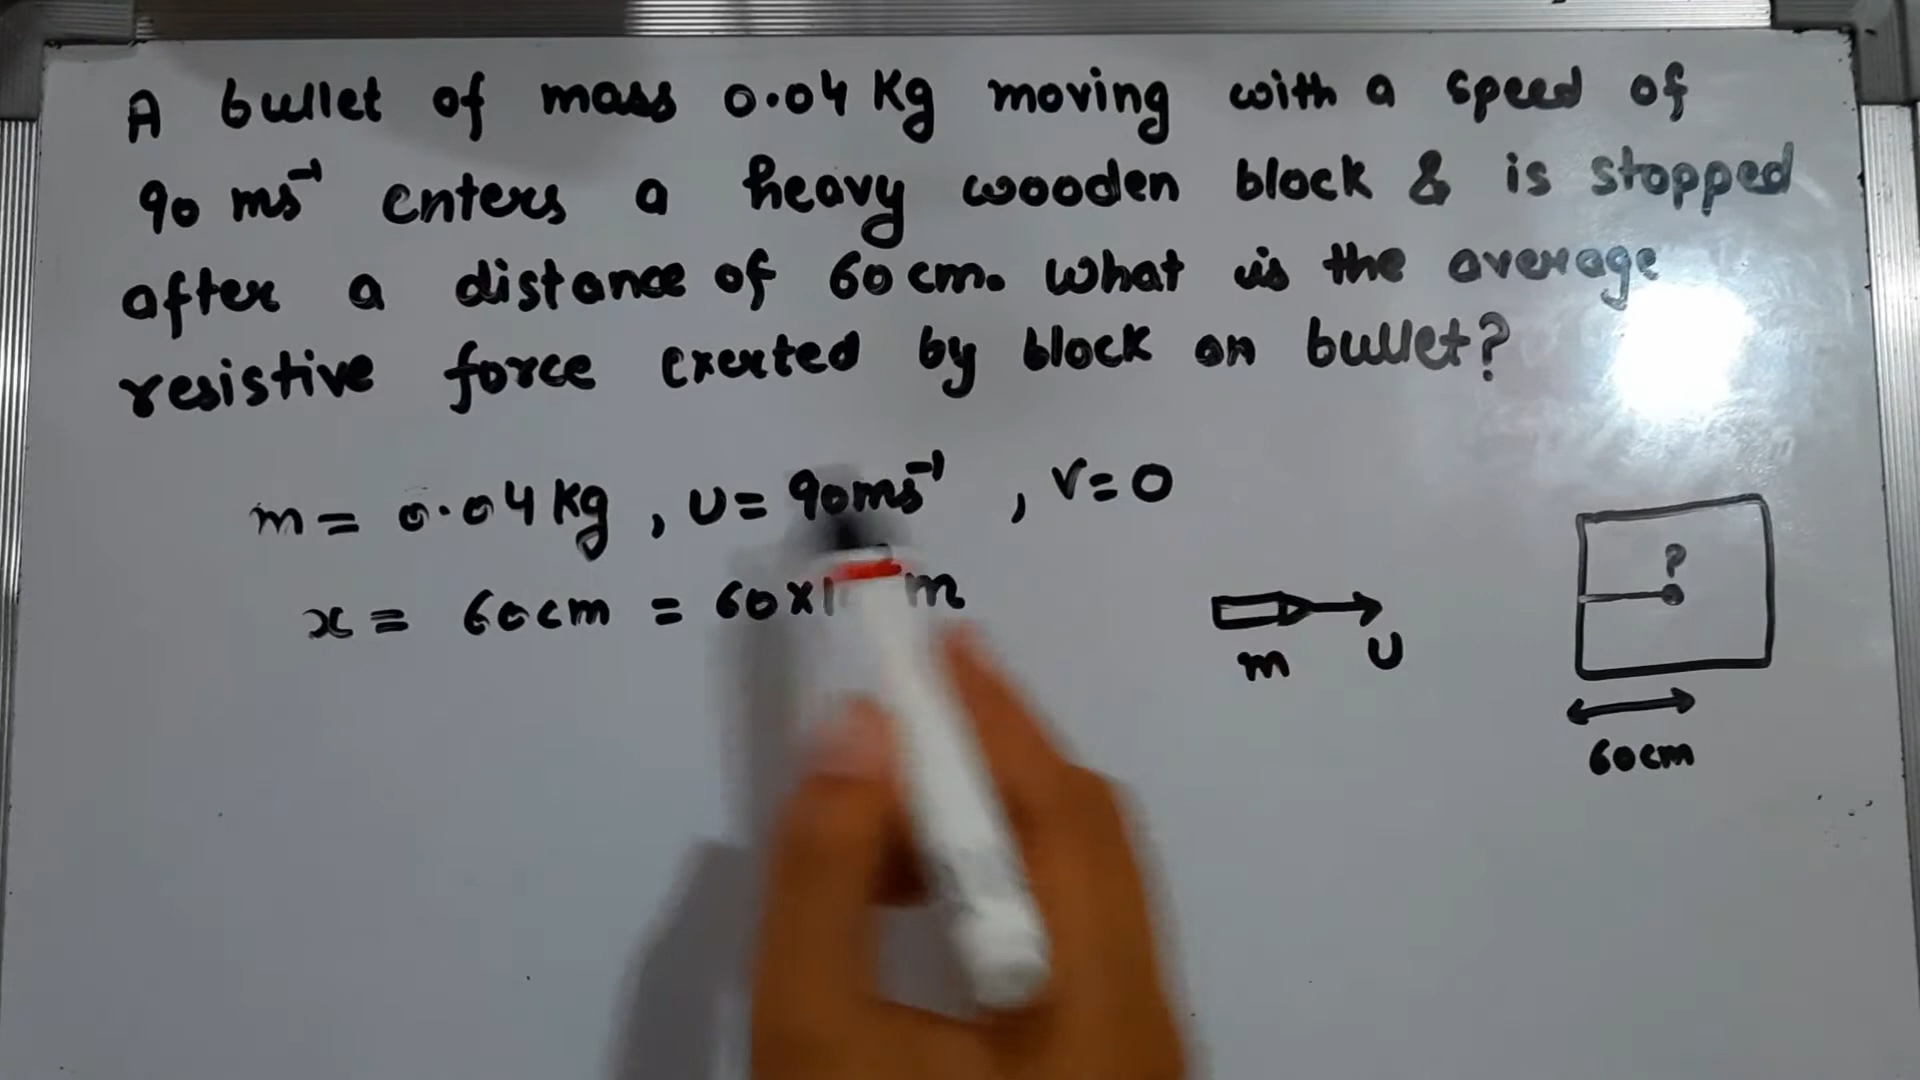 A bullet of mass 0.04 Kg moving with a speed of
90 ms⁻¹ enters a heavy wooden block & is stopped
after a distance of 60 cm. What is the average
resistive force exerted by block on bullet?
m = 0.04 kg , u = 90 ms⁻¹ , v = 0
x = 60cm = 60×1 m
m
u
P
60cm